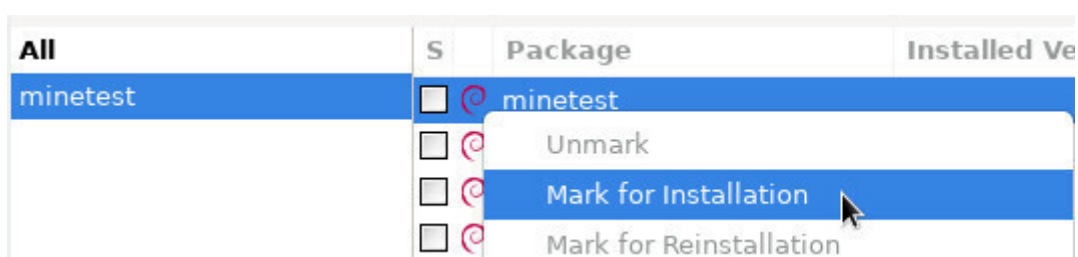 All
minetest
S Package Installed Ve
minetest
Unmark
Mark for Installation
Mark for Reinstallation